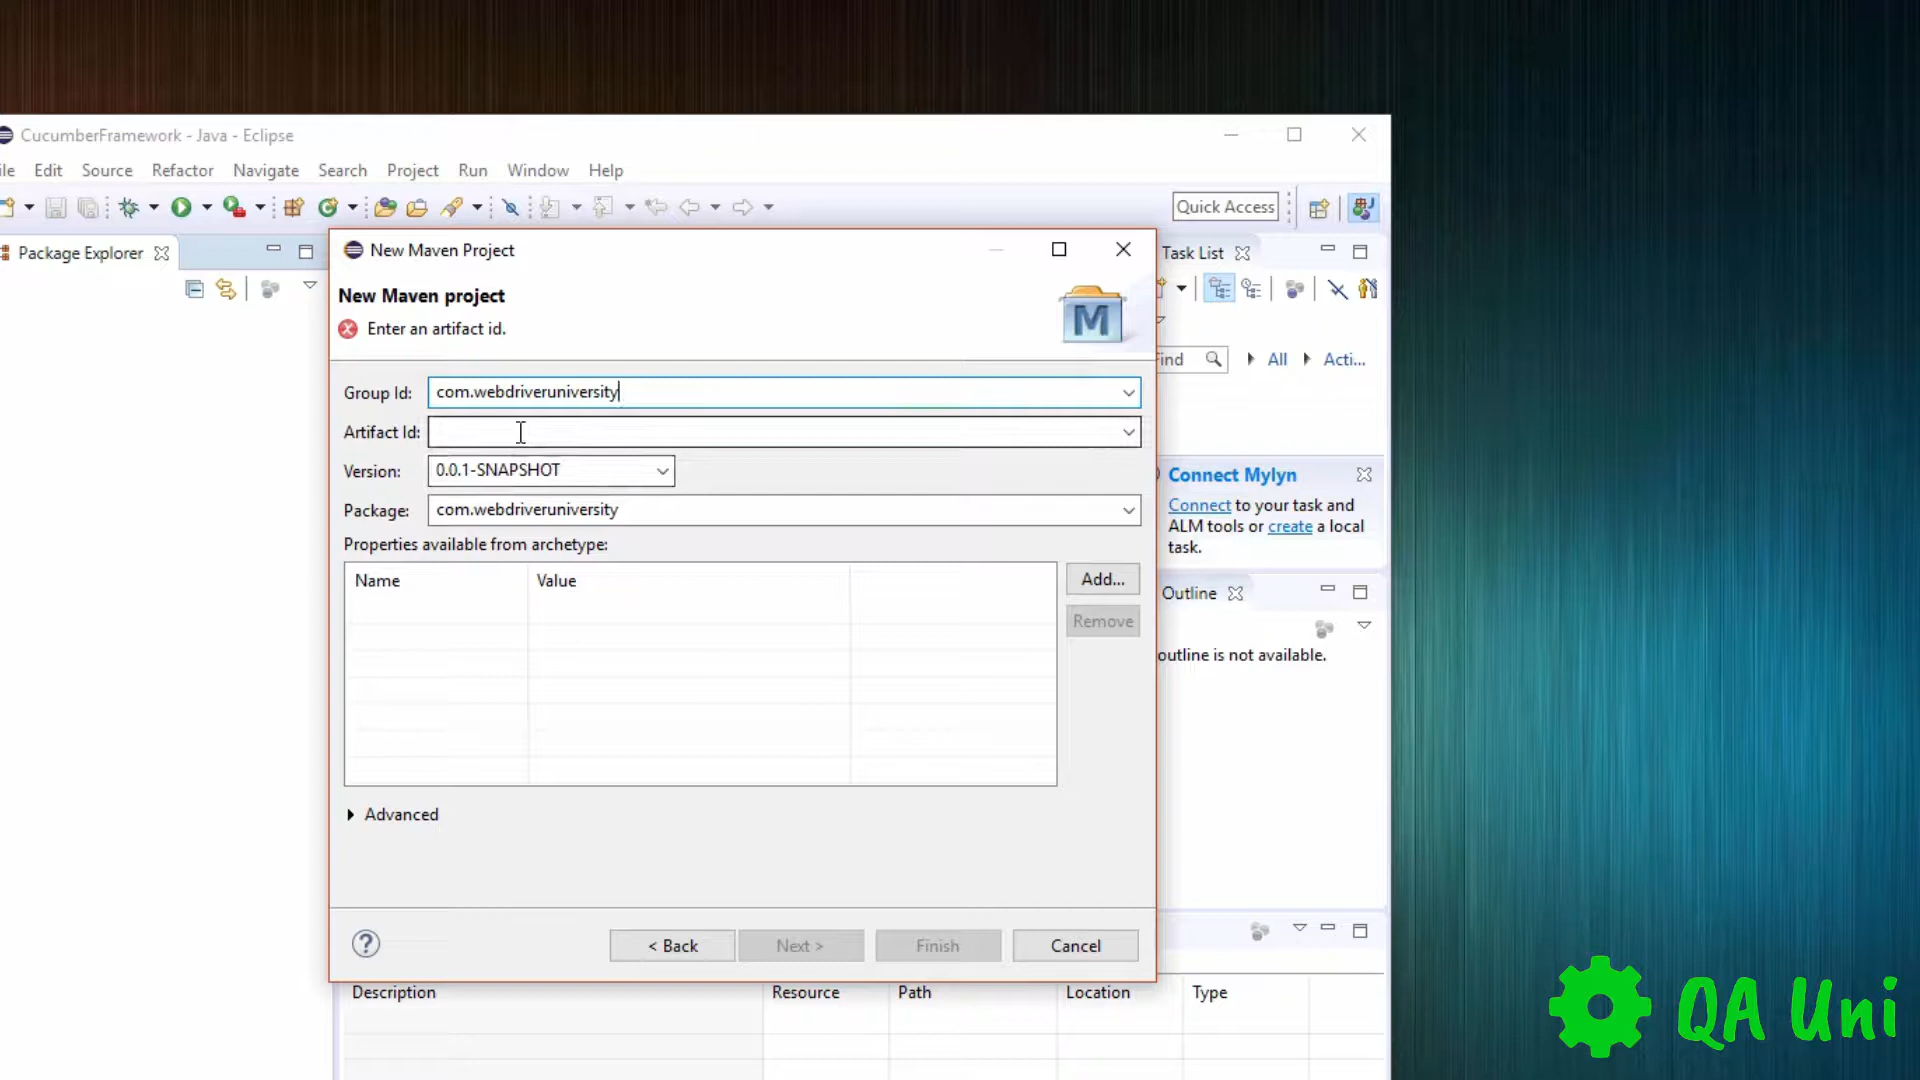 CucumberFramework - Java - Eclipse
ile Edit Source Refactor Navigate Search Project Run Window Help
Quick Access
Package Explorer
New Maven Project
Task List
New Maven project
Enter an artifact id.
M
Find All Acti...
Group Id: com.webdriveruniversity
Artifact Id:
Version: 0.0.1-SNAPSHOT
Package: com.webdriveruniversity
Connect Mylyn
Connect to your task and
ALM tools or create a local
task.
Properties available from archetype:
Name Value
Add...
Remove
Outline
outline is not available.
Advanced
?
< Back Next > Finish Cancel
Description Resource Path Location Type
QA Uni